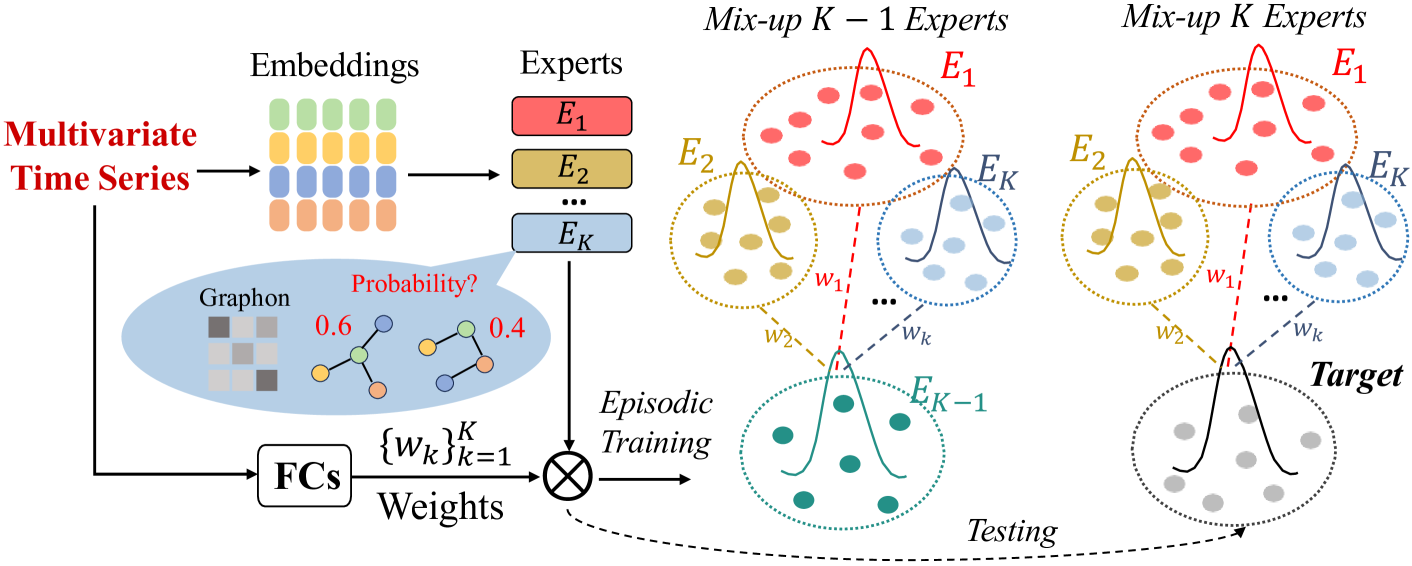 Multivariate
Time Series
Embeddings
Experts
E_1
E_2
...
E_K
Graphon
Probability?
0.6
0.4
FCs
{w_k}_{k=1}^K
Weights
Episodic
Training
Testing
Mix-up K − 1 Experts
E_1
E_2
E_K
w_1
...
w_2
w_k
E_{K−1}
Mix-up K Experts
E_1
E_2
E_K
w_1
...
w_2
w_k
Target